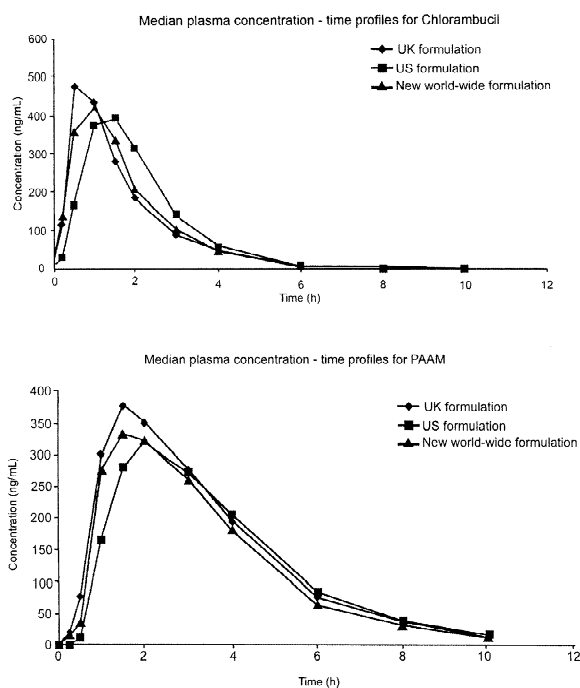 Median plasma concentration - time profiles for Chlorambucil
600
500
400
300
200
100
0
Concentration (ng/mL)
UK formulation
US formulation
New world-wide formulation
0 2 4 6 8 10 12
Time (h)
Median plasma concentration - time profiles for PAAM
400
350
300
250
200
150
100
50
0
Concentration (ng/mL)
UK formulation
US formulation
New world-wide formulation
0 2 4 6 8 10 12
Time (h)